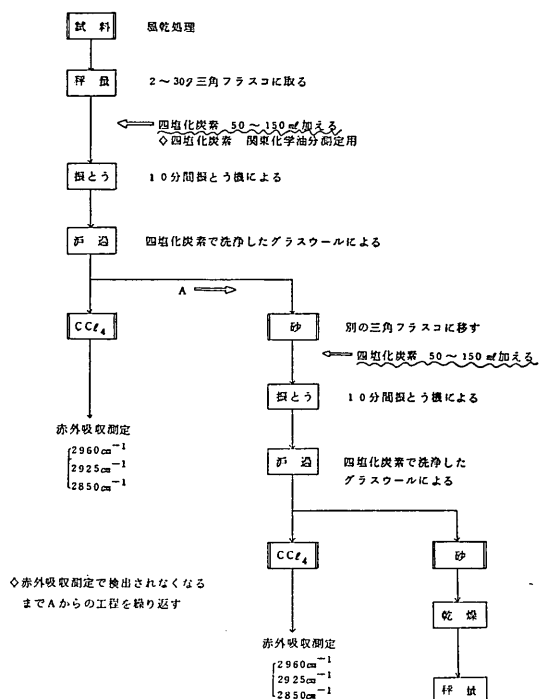 試料　風乾処理
秤量　2～30g三角フラスコに取る
四塩化炭素 50～150ml加える
◇四塩化炭素 関東化学油分測定用
振とう　10分間振とう機による
沪過　四塩化炭素で洗浄したグラスウールによる
A
CCl₄
砂　別の三角フラスコに移す
四塩化炭素 50～150ml加える
振とう　10分間振とう機による
赤外吸収測定
2960cm⁻¹
2925cm⁻¹
2850cm⁻¹
沪過　四塩化炭素で洗浄した
グラスウールによる
CCl₄
砂
◇赤外吸収測定で検出されなくなる
までAからの工程を繰り返す
乾燥
赤外吸収測定
2960cm⁻¹
2925cm⁻¹
2850cm⁻¹
秤量